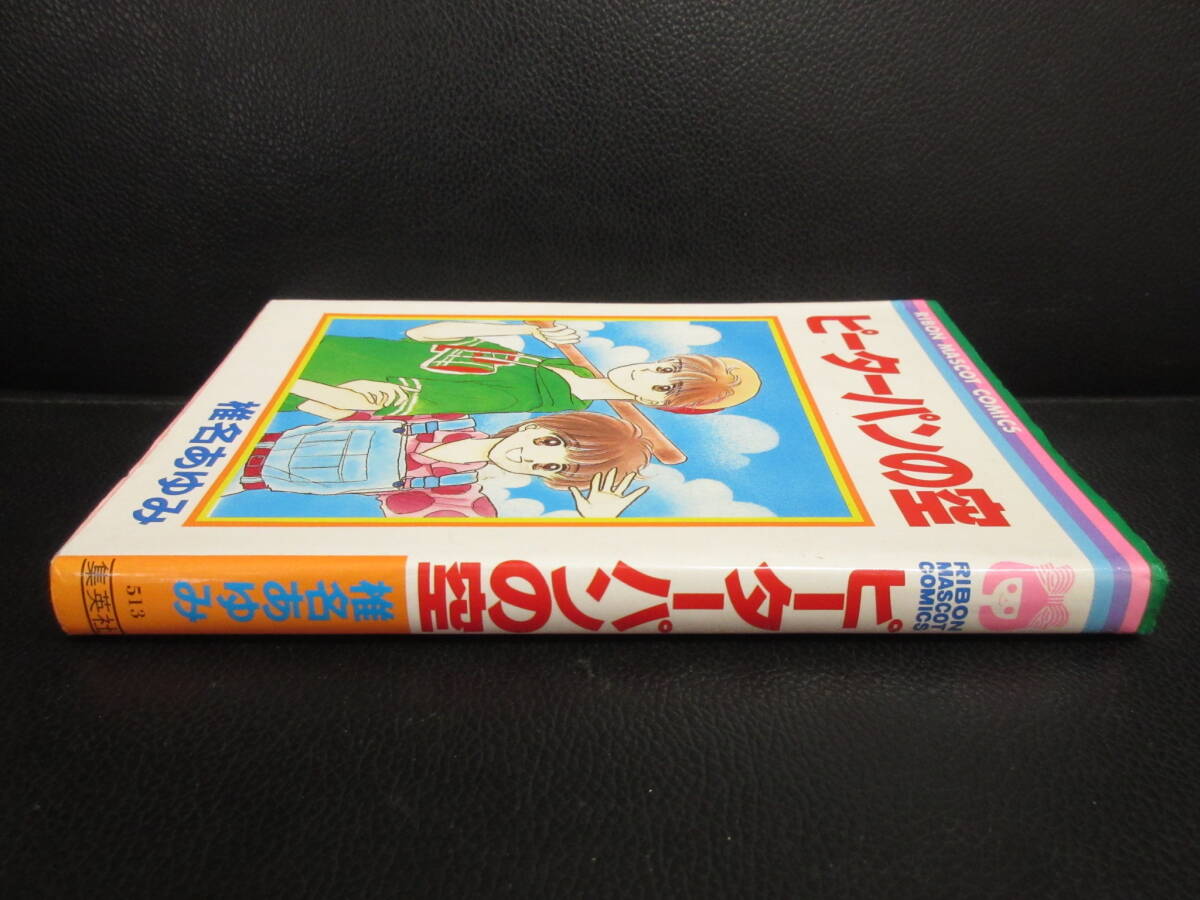 RIBON MASCOT COMICS
ピーターパンの空
椎名あゆみ
RIBON
MASCOT
COMICS
ピーターパンの空
椎名あゆみ
513
集英社